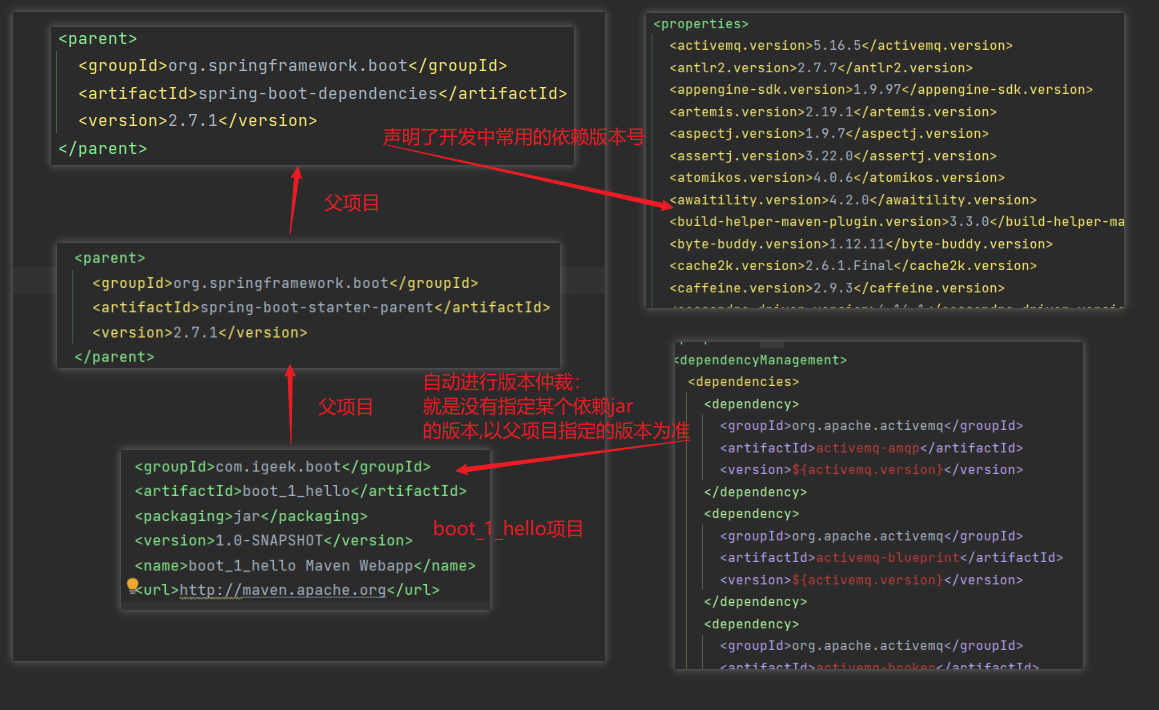 <parent>
<groupId>org.springframework.boot</groupId>
<artifactId>spring-boot-dependencies</artifactId>
<version>2.7.1</version>
</parent>
声明了开发中常用的依赖版本号
父项目
<parent>
<groupId>org.springframework.boot</groupId>
<artifactId>spring-boot-starter-parent</artifactId>
<version>2.7.1</version>
</parent>
父项目
自动进行版本仲裁:
就是没有指定某个依赖jar
的版本,以父项目指定的版本为准
<groupId>com.igeek.boot</groupId>
<artifactId>boot_1_hello</artifactId>
<packaging>jar</packaging>
<version>1.0-SNAPSHOT</version>
<name>boot_1_hello Maven Webapp</name>
<url>http://maven.apache.org</url>
boot_1_hello项目
<properties>
<activemq.version>5.16.5</activemq.version>
<antlr2.version>2.7.7</antlr2.version>
<appengine-sdk.version>1.9.97</appengine-sdk.version>
<artemis.version>2.19.1</artemis.version>
<aspectj.version>1.9.7</aspectj.version>
<assertj.version>3.22.0</assertj.version>
<atomikos.version>4.0.6</atomikos.version>
<awaitility.version>4.2.0</awaitility.version>
<build-helper-maven-plugin.version>3.3.0</build-helper-ma
<byte-buddy.version>1.12.11</byte-buddy.version>
<cache2k.version>2.6.1.Final</cache2k.version>
<caffeine.version>2.9.3</caffeine.version>
<dependencyManagement>
<dependencies>
<dependency>
<groupId>org.apache.activemq</groupId>
<artifactId>activemq-amqp</artifactId>
<version>${activemq.version}</version>
</dependency>
<dependency>
<groupId>org.apache.activemq</groupId>
<artifactId>activemq-blueprint</artifactId>
<version>${activemq.version}</version>
</dependency>
<dependency>
<groupId>org.apache.activemq</groupId>
<artifactId>activemq-broker</artifactId>